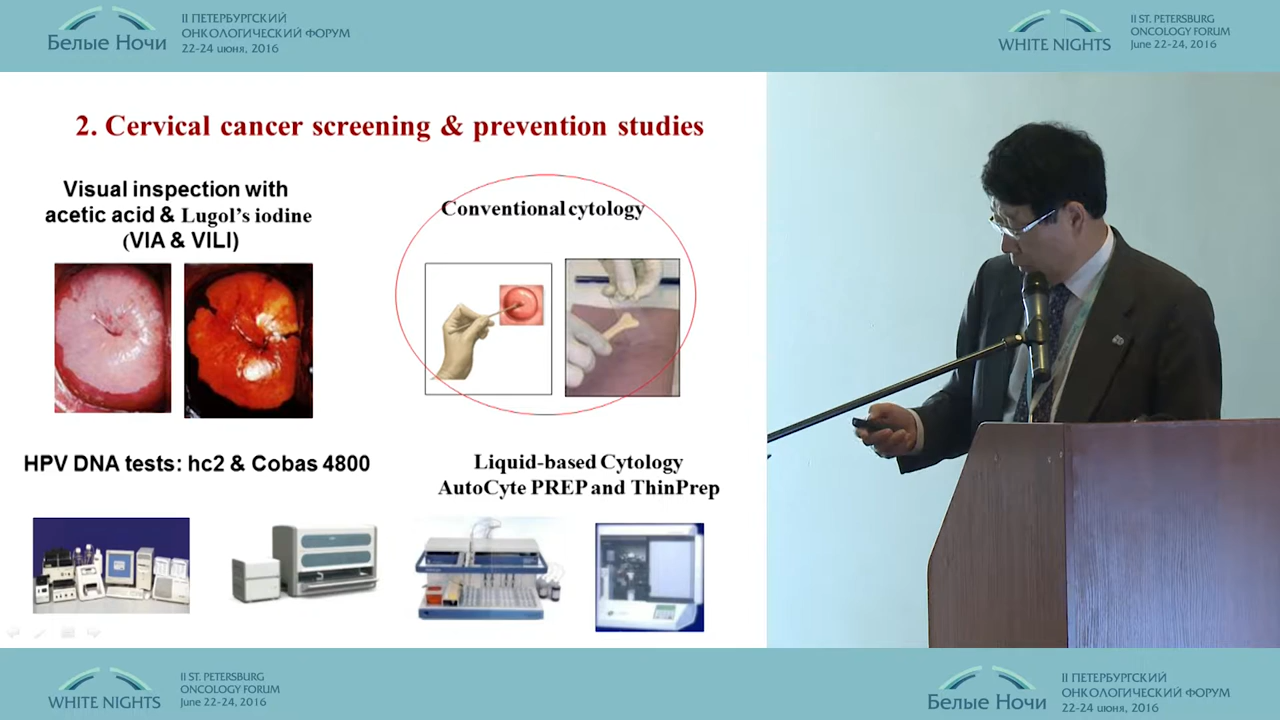 Белые Ночи
II ПЕТЕРБУРГСКИЙ
ОНКОЛОГИЧЕСКИЙ ФОРУМ
22-24 июня, 2016
WHITE NIGHTS
II ST. PETERSBURG
ONCOLOGY FORUM
June 22-24, 2016
2. Cervical cancer screening & prevention studies
Visual inspection with
acetic acid & Lugol's iodine
(VIA & VILI)
Conventional cytology
HPV DNA tests: hc2 & Cobas 4800
Liquid-based Cytology
AutoCyte PREP and ThinPrep
WHITE NIGHTS
II ST. PETERSBURG
ONCOLOGY FORUM
June 22-24, 2016
Белые Ночи
II ПЕТЕРБУРГСКИЙ
ОНКОЛОГИЧЕСКИЙ ФОРУМ
22-24 июня, 2016